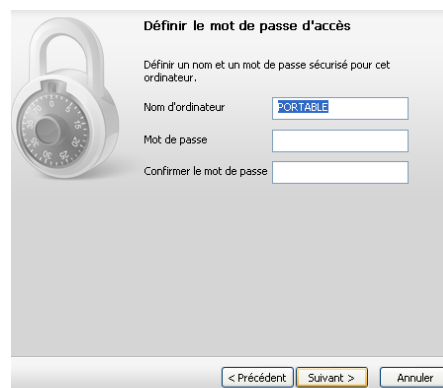 Définir le mot de passe d'accès
Définir un nom et un mot de passe sécurisé pour cet
ordinateur.
Nom d'ordinateur PORTABLE
Mot de passe
Confirmer le mot de passe
< Précédent Suivant > Annuler